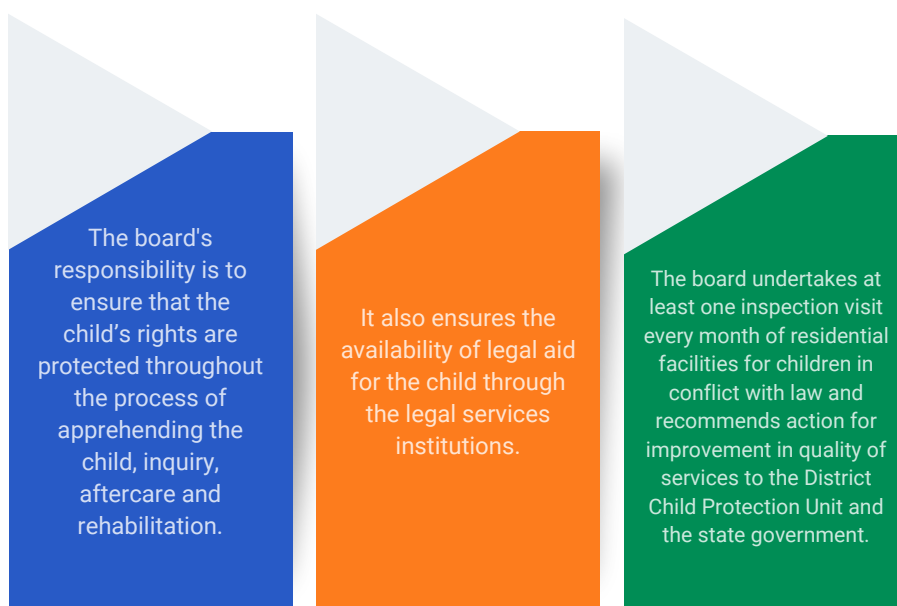 The board's
responsibility is to
ensure that the
child’s rights are
protected throughout
the process of
apprehending the
child, inquiry,
aftercare and
rehabilitation.
It also ensures the
availability of legal aid
for the child through
the legal services
institutions.
The board undertakes at
least one inspection visit
every month of residential
facilities for children in
conflict with law and
recommends action for
improvement in quality of
services to the District
Child Protection Unit and
the state government.